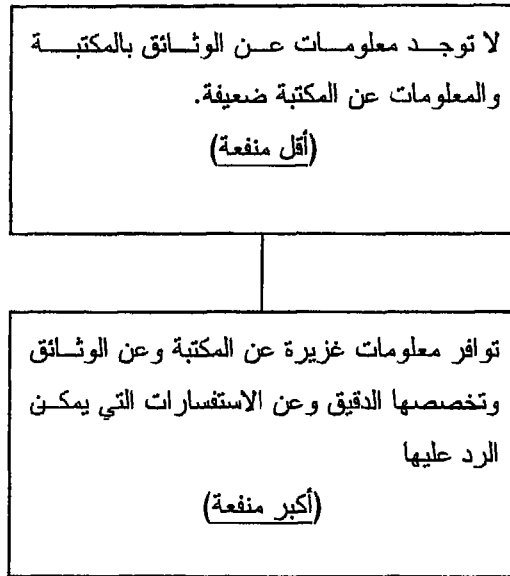 لا توجد معلومات عن الوثائق بالمكتبة
والمعلومات عن المكتبة ضعيفة.
(أقل منفعة)
توافر معلومات غزيرة عن المكتبة وعن الوثائق
وتخصصها الدقيق وعن الاستفسارات التي يمكن
الرد عليها
(أكبر منفعة)